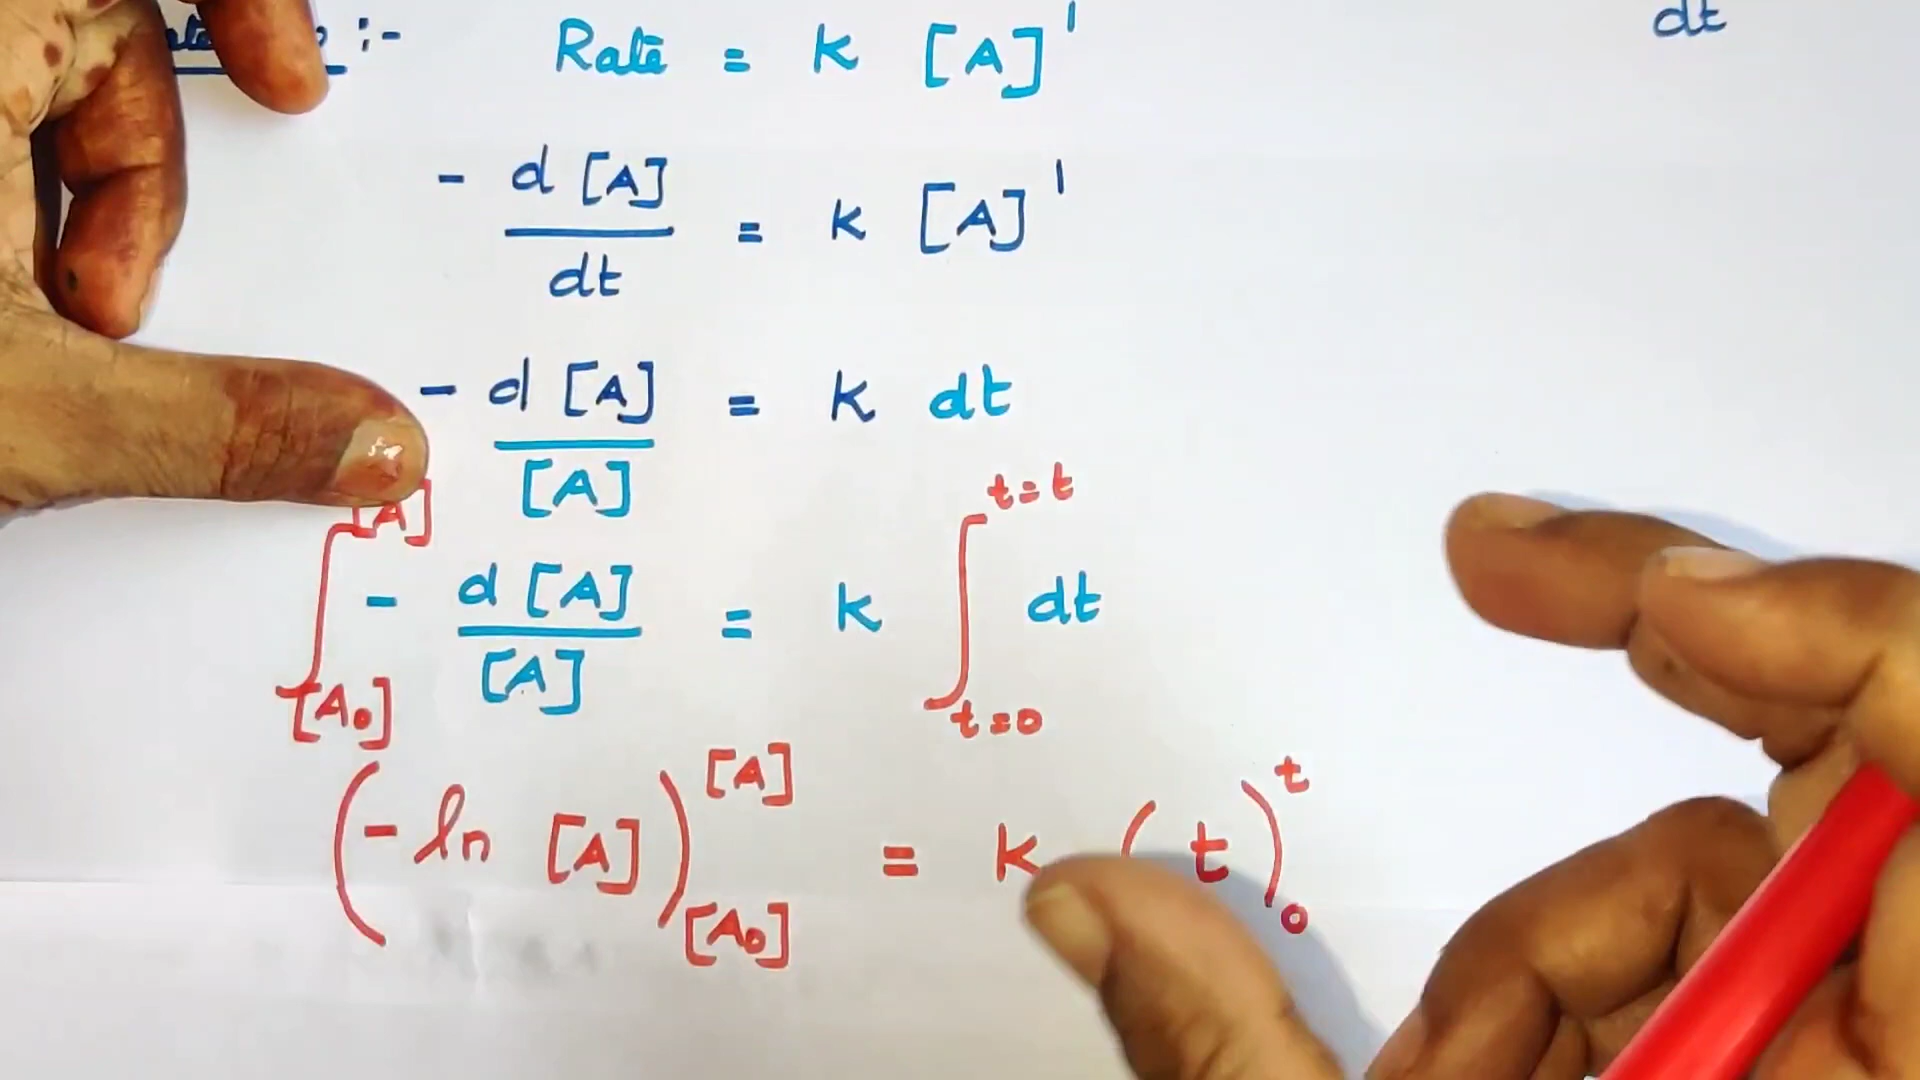 :- Rate = k [A]¹
dt
- d [A] / dt = k [A]¹
- d [A] / [A] = k dt
∫ [A₀] [A] - d [A] / [A] = k ∫ t=0 t=t dt
( - ln [A] ) [A] [A₀] = k ( t ) t 0